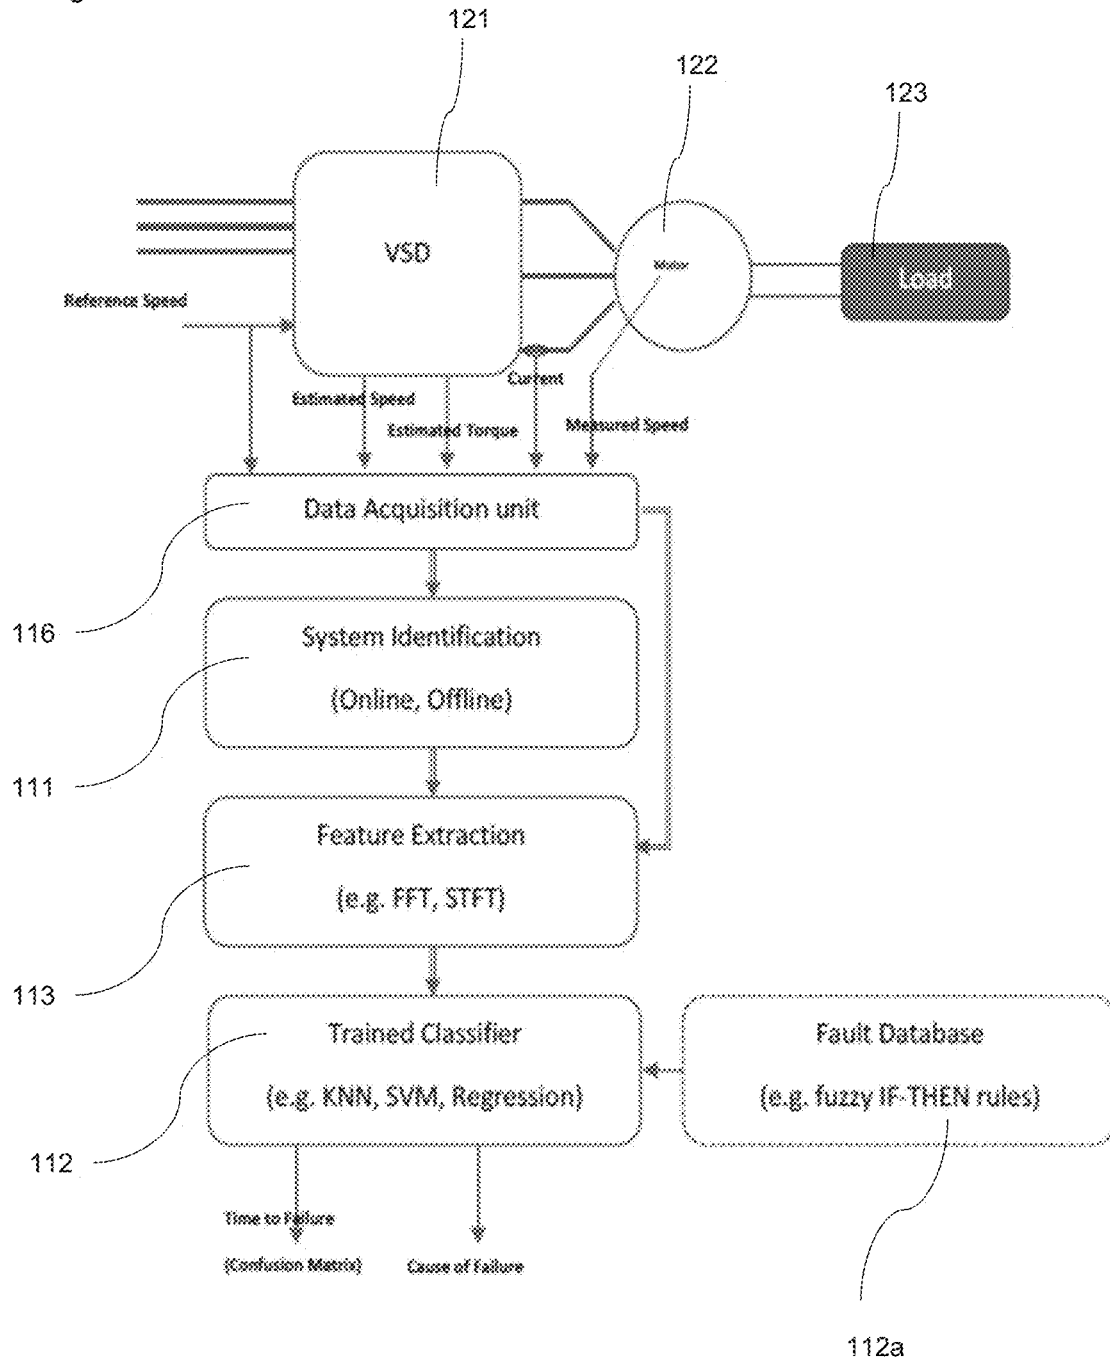 121
122
123
VSD
Motor
Load
Reference Speed
Estimated Speed
Current
Estimated Torque
Measured Speed
Data Acquisition unit
116
System Identification
(Online, Offline)
111
Feature Extraction
(e.g. FFT, STFT)
113
Trained Classifier
(e.g. KNN, SVM, Regression)
Fault Database
(e.g. fuzzy IF-THEN rules)
112
Time to Failure
(Confusion Matrix)
Cause of Failure
112a